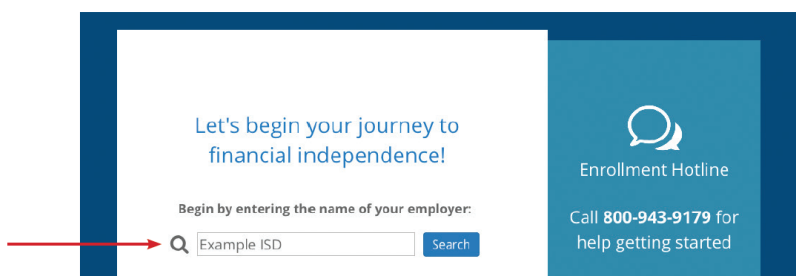 Let's begin your journey to
financial independence!
Begin by entering the name of your employer:
Example ISD
Search
Enrollment Hotline
Call 800-943-9179 for
help getting started